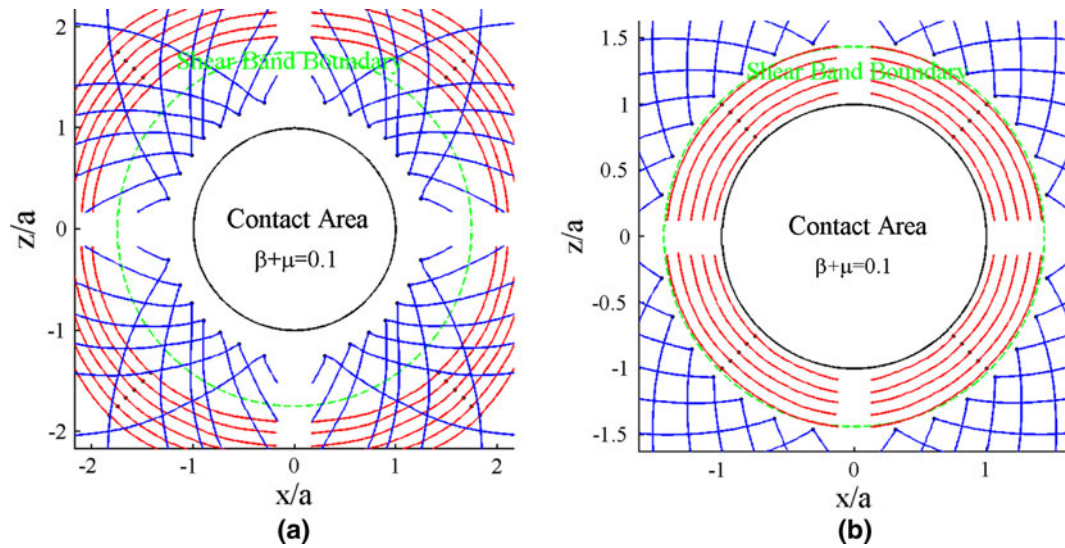 2
1
0
-1
-2
z/a
Shear Band Boundary
Contact Area
β+μ=0.1
-2
-1
0
1
2
x/a
(a)
1.5
1
0.5
0
-0.5
-1
-1.5
z/a
Shear Band Boundary
Contact Area
β+μ=0.1
-1
0
1
x/a
(b)